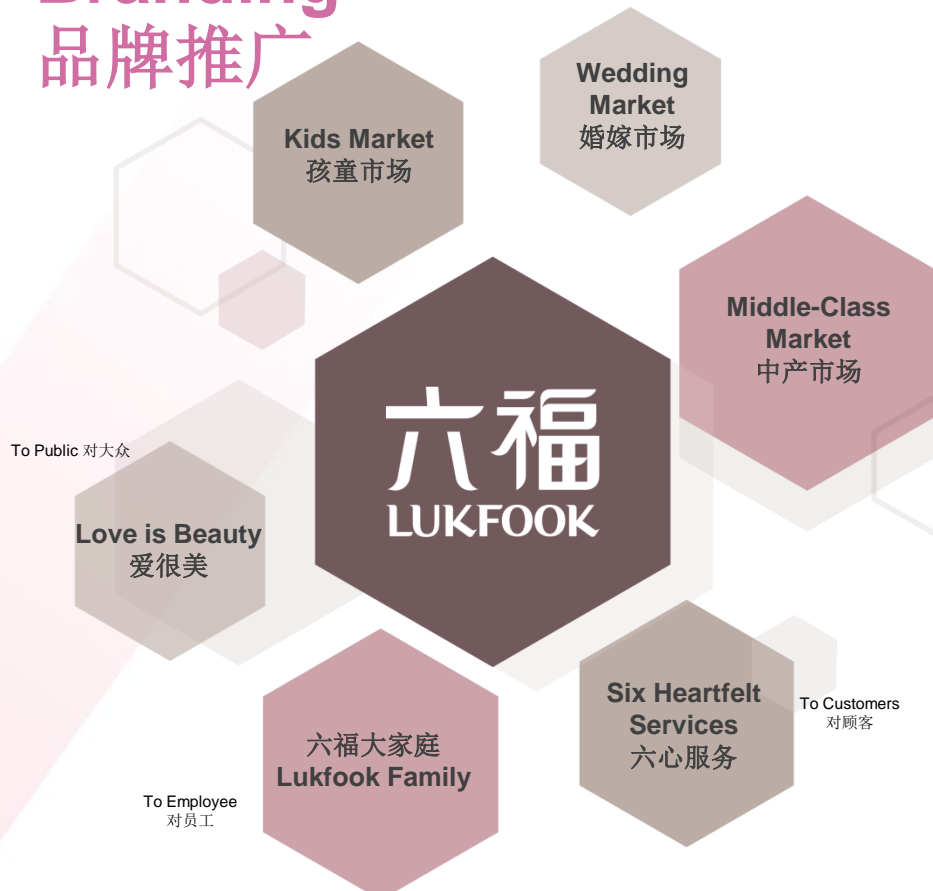 Branding
品牌推广
Wedding
Market
婚嫁市场
Kids Market
孩童市场
Middle-Class
Market
中产市场
六福
LUKFOOK
To Public 对大众
Love is Beauty
爱很美
Six Heartfelt
Services
六心服务
To Customers
对顾客
六福大家庭
Lukfook Family
To Employee
对员工